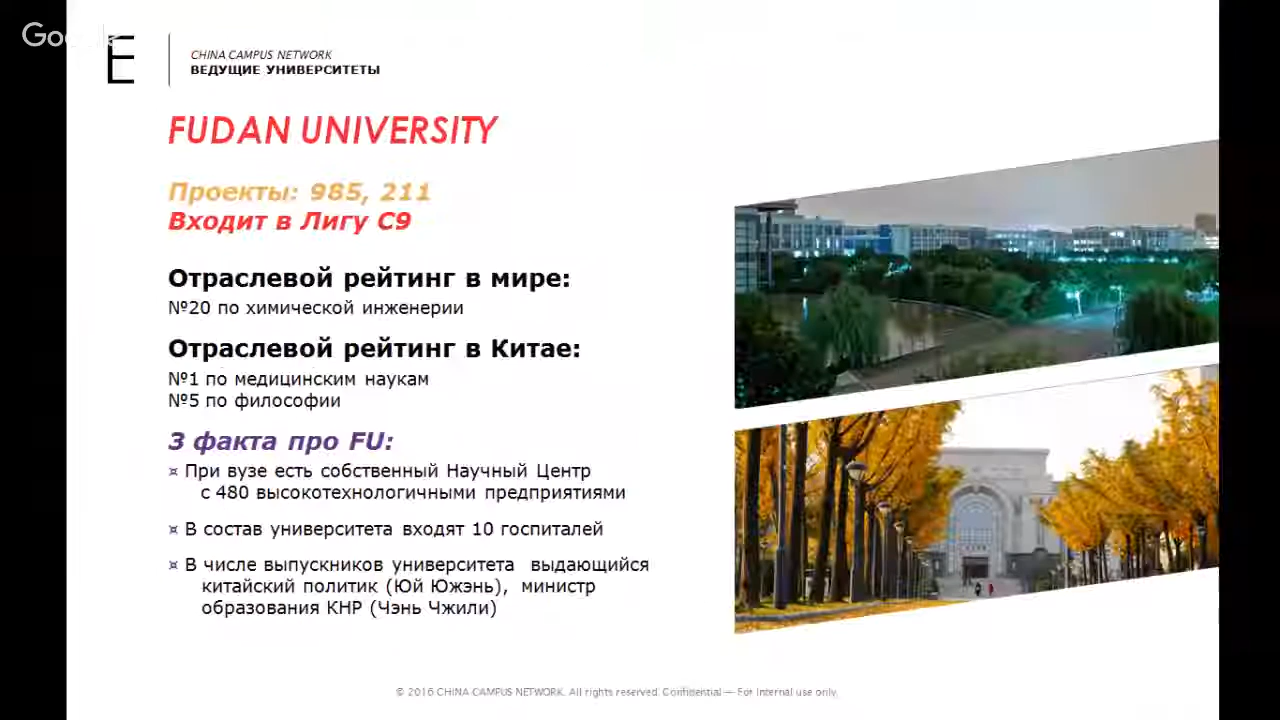 Google
E
CHINA CAMPUS NETWORK
ВЕДУЩИЕ УНИВЕРСИТЕТЫ
FUDAN UNIVERSITY
Проекты: 985, 211
Входит в Лигу С9
Отраслевой рейтинг в мире:
№20 по химической инженерии
Отраслевой рейтинг в Китае:
№1 по медицинским наукам
№5 по философии
3 факта про FU:
¤ При вузе есть собственный Научный Центр
с 480 высокотехнологичными предприятиями
¤ В состав университета входят 10 госпиталей
¤ В числе выпускников университета выдающийся
китайский политик (Юй Южэнь), министр
образования КНР (Чэнь Чжили)
© 2016 CHINA CAMPUS NETWORK. All rights reserved. Confidential — For Internal use only.